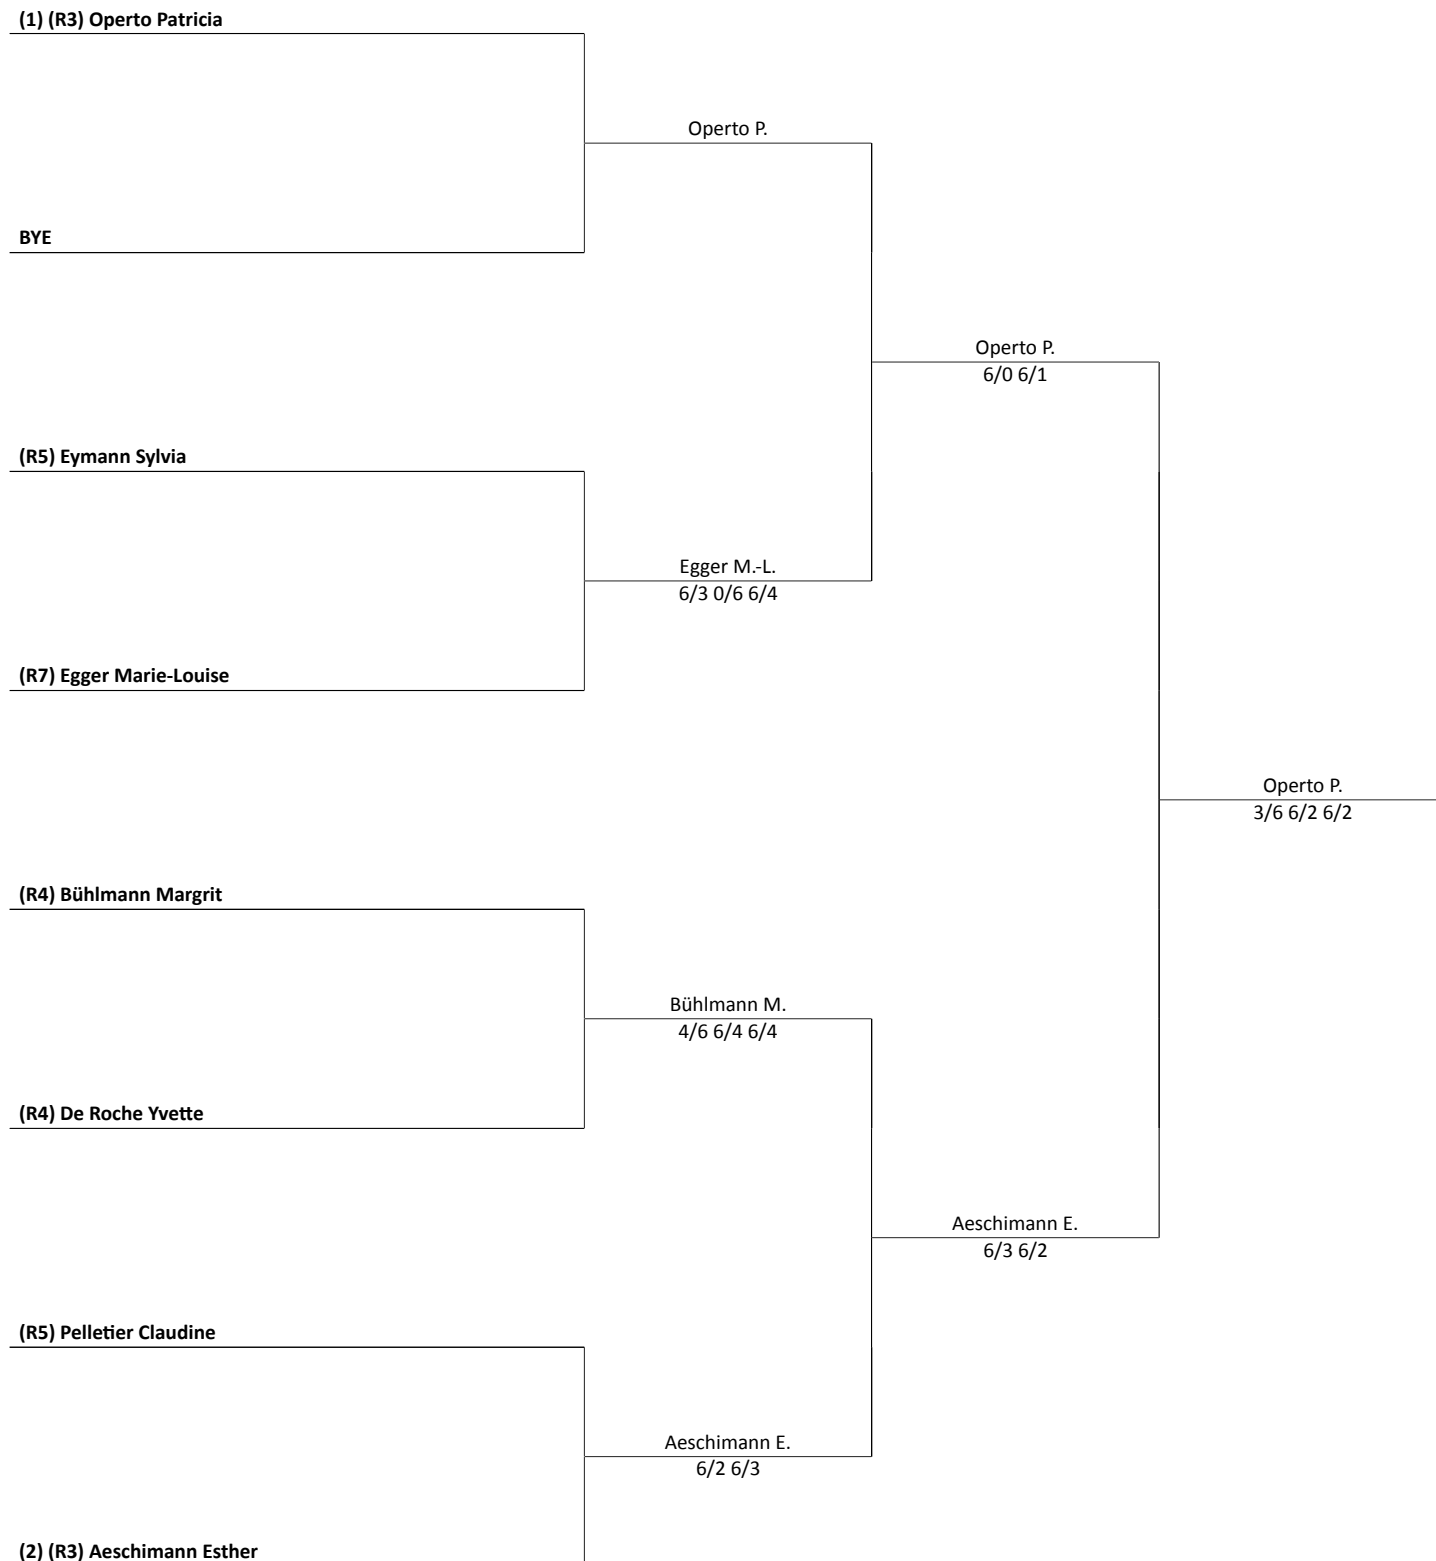 (1) (R3) Operto Patricia
Operto P.
BYE
Operto P.
6/0 6/1
(R5) Eymann Sylvia
Egger M.-L.
6/3 0/6 6/4
(R7) Egger Marie-Louise
Operto P.
3/6 6/2 6/2
(R4) Bühlmann Margrit
Bühlmann M.
4/6 6/4 6/4
(R4) De Roche Yvette
Aeschimann E.
6/3 6/2
(R5) Pelletier Claudine
Aeschimann E.
6/2 6/3
(2) (R3) Aeschimann Esther